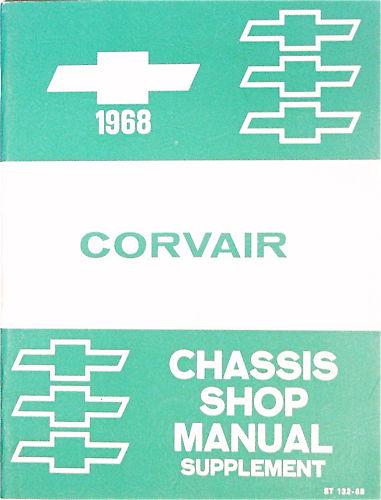 1968
CORVAIR
CHASSIS
SHOP
MANUAL
SUPPLEMENT
ST 132-68